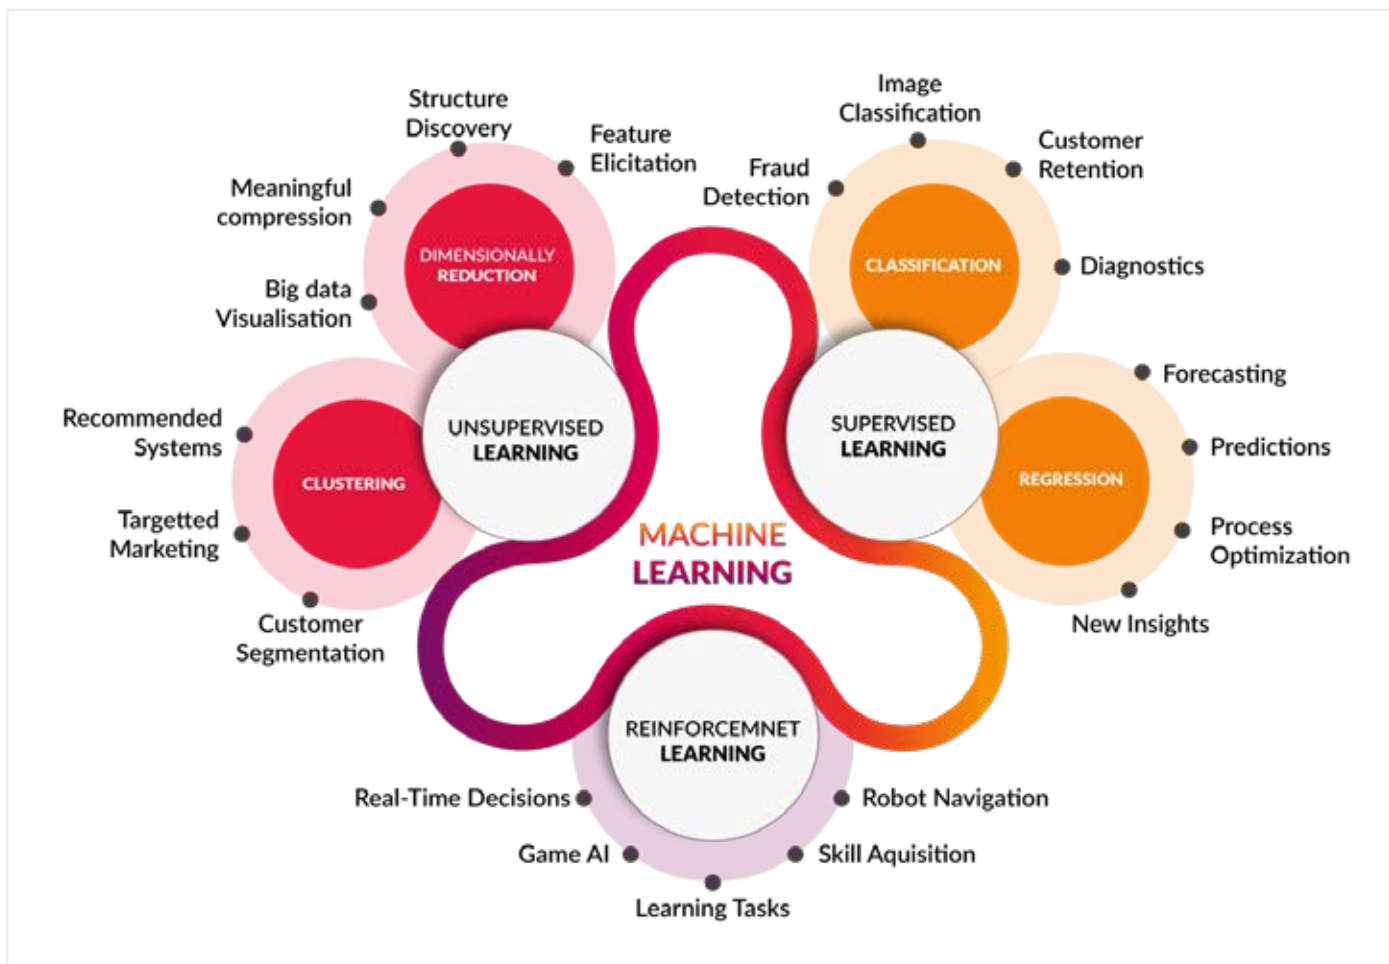 Structure
Discovery
Feature
Elicitation
Meaningful
compression
Big data
Visualisation
DIMENSIONALLY
REDUCTION
Recommended
Systems
Targetted
Marketing
Customer
Segmentation
CLUSTERING
UNSUPERVISED
LEARNING
Image
Classification
Fraud
Detection
Customer
Retention
Diagnostics
CLASSIFICATION
SUPERVISED
LEARNING
Forecasting
Predictions
Process
Optimization
New Insights
REGRESSION
MACHINE
LEARNING
REINFORCEMNET
LEARNING
Real-Time Decisions
Game AI
Learning Tasks
Skill Aquisition
Robot Navigation